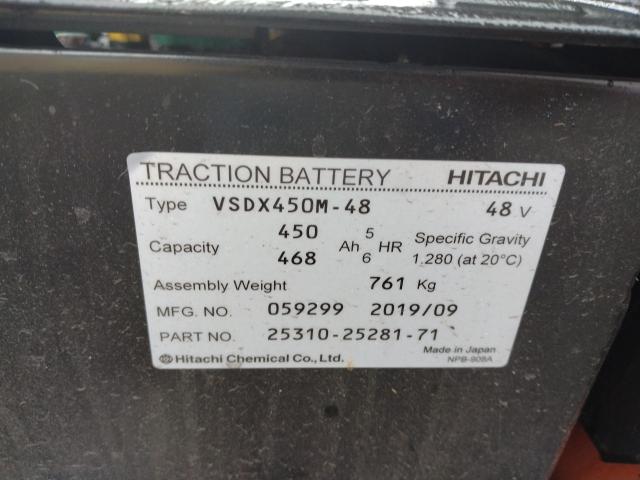 TRACTION BATTERY HITACHI
Type VSDX450M-48 48 V
450 5
Capacity Ah HR Specific Gravity
468 6 1.280 (at 20°C)
Assembly Weight 761 Kg
MFG. NO. 059299 2019/09
PART NO. 25310-25281-71
Hitachi Chemical Co., Ltd. Made in Japan
NPB-908A